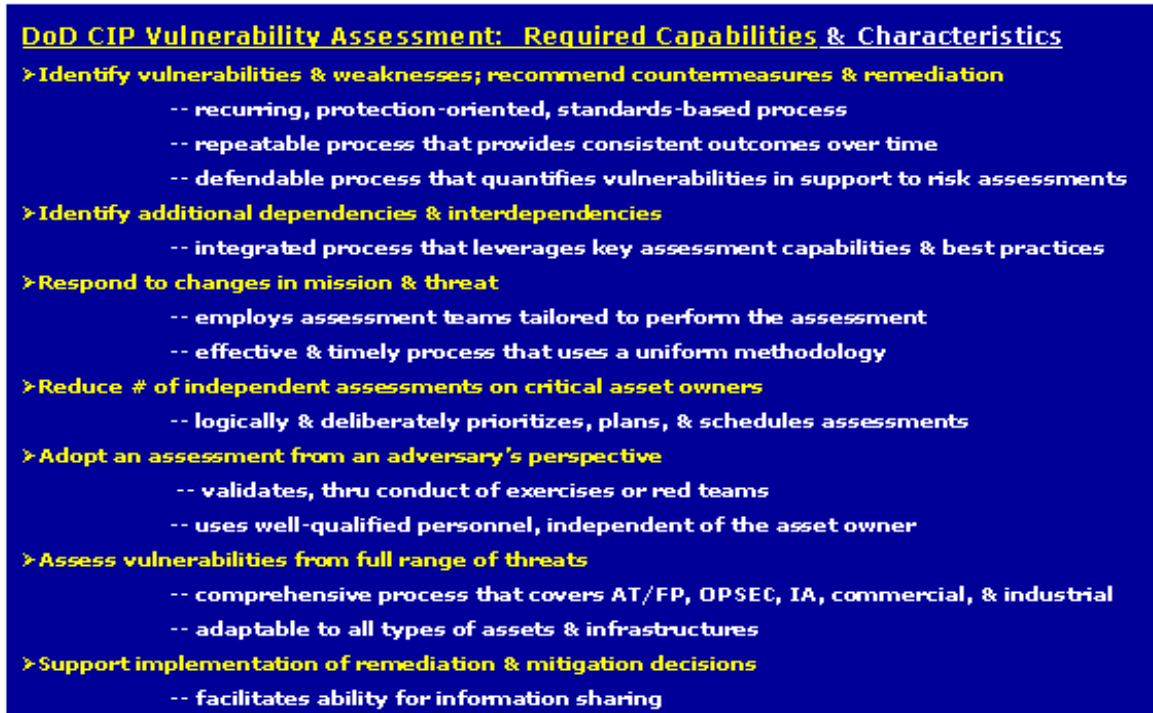 DoD CIP Vulnerability Assessment: Required Capabilities & Characteristics
➢Identify vulnerabilities & weaknesses; recommend countermeasures & remediation
-- recurring, protection-oriented, standards-based process
-- repeatable process that provides consistent outcomes over time
-- defendable process that quantifies vulnerabilities in support to risk assessments
➢Identify additional dependencies & interdependencies
-- integrated process that leverages key assessment capabilities & best practices
➢Respond to changes in mission & threat
-- employs assessment teams tailored to perform the assessment
-- effective & timely process that uses a uniform methodology
➢Reduce # of independent assessments on critical asset owners
-- logically & deliberately prioritizes, plans, & schedules assessments
➢Adopt an assessment from an adversary's perspective
-- validates, thru conduct of exercises or red teams
-- uses well-qualified personnel, independent of the asset owner
➢Assess vulnerabilities from full range of threats
-- comprehensive process that covers AT/FP, OPSEC, IA, commercial, & industrial
-- adaptable to all types of assets & infrastructures
➢Support implementation of remediation & mitigation decisions
-- facilitates ability for information sharing